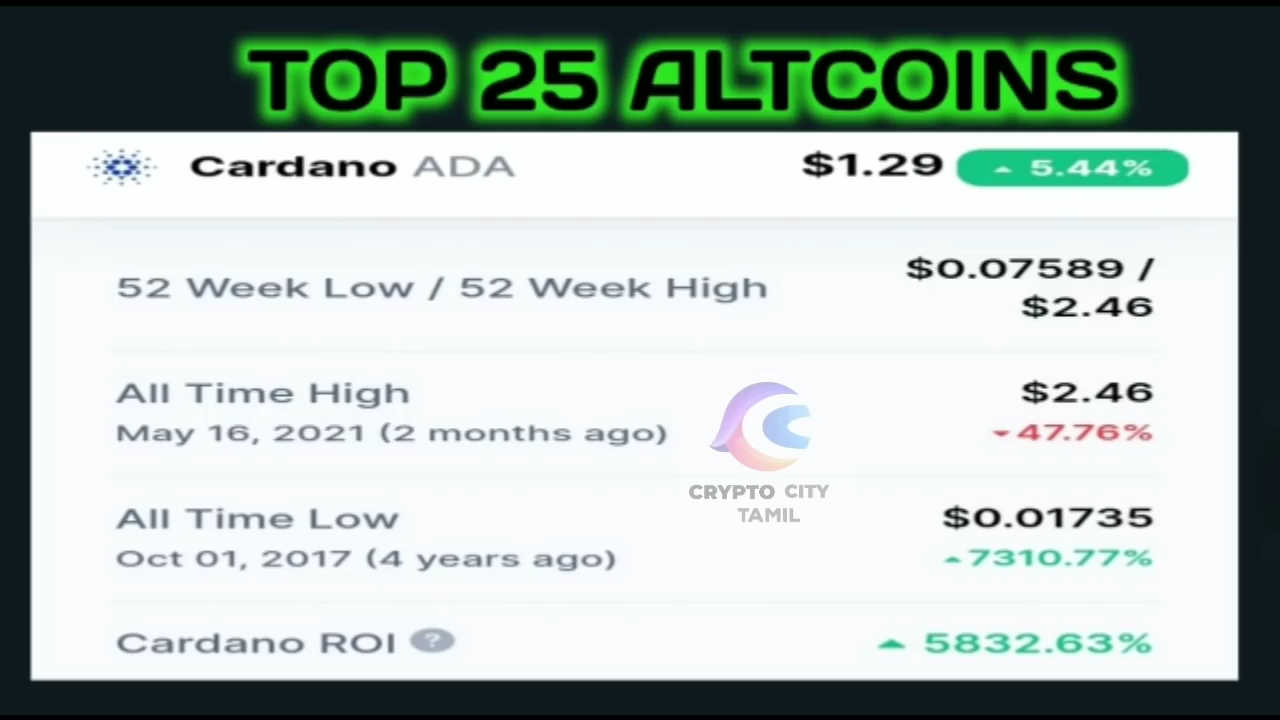 TOP 25 ALTCOINS
Cardano ADA $1.29 5.44%
52 Week Low / 52 Week High $0.07589 /
$2.46
All Time High $2.46
May 16, 2021 (2 months ago) 47.76%
CRYPTO CITY
TAMIL
All Time Low $0.01735
Oct 01, 2017 (4 years ago) 7310.77%
Cardano ROI ? 5832.63%